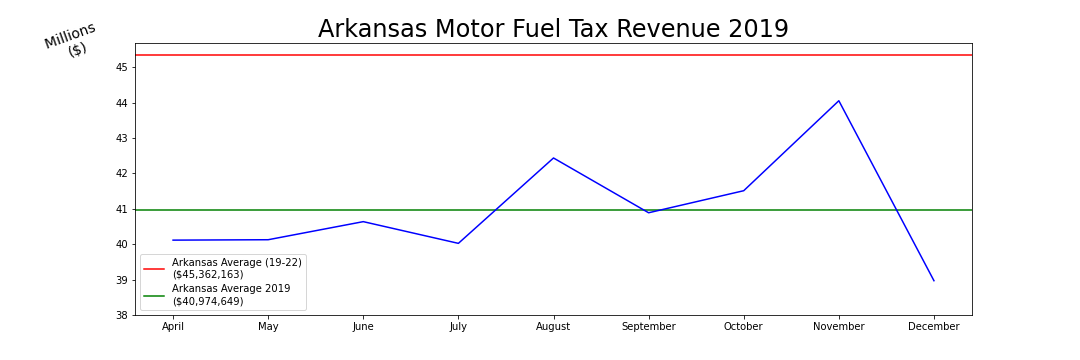 Arkansas Motor Fuel Tax Revenue 2019
Millions
($)
45
44
43
42
41
40
39
38
Arkansas Average (19-22)
($45,362,163)
Arkansas Average 2019
($40,974,649)
April May June July August September October November December